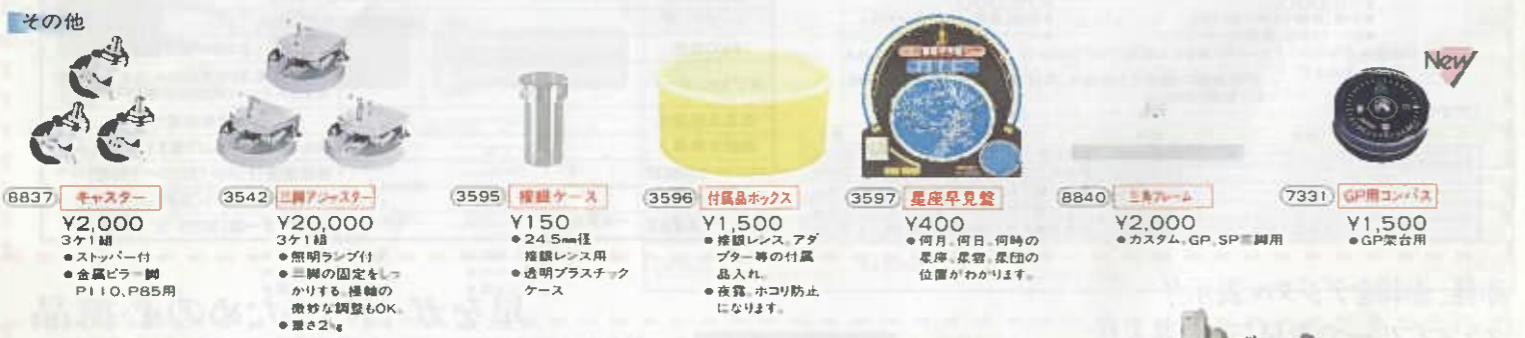 その他
New
8837 キャスター
¥2,000
3ケ1組
●ストッパー付
●金属ピラー脚
P110、P85用
3542 三脚アジャスター
¥20,000
3ケ1組
●照明ランプ付
●三脚の固定をしっ
かりする。極軸の
微妙な調整もOK。
●重さ2kg
3595 接眼ケース
¥150
●24.5mm径
接眼レンズ用
●透明プラスチック
ケース
3596 付属品ボックス
¥1,500
●接眼レンズ、アダ
プター等の付属
品入れ。
●夜露、ホコリ防止
になります。
3597 星座早見盤
¥400
●何月、何日、何時の
星座、星雲、星団の
位置がわかります。
8840 三角フレーム
¥2,000
●カスタム、GP、SP三脚用
7331 GP用コンパス
¥1,500
●GP架台用